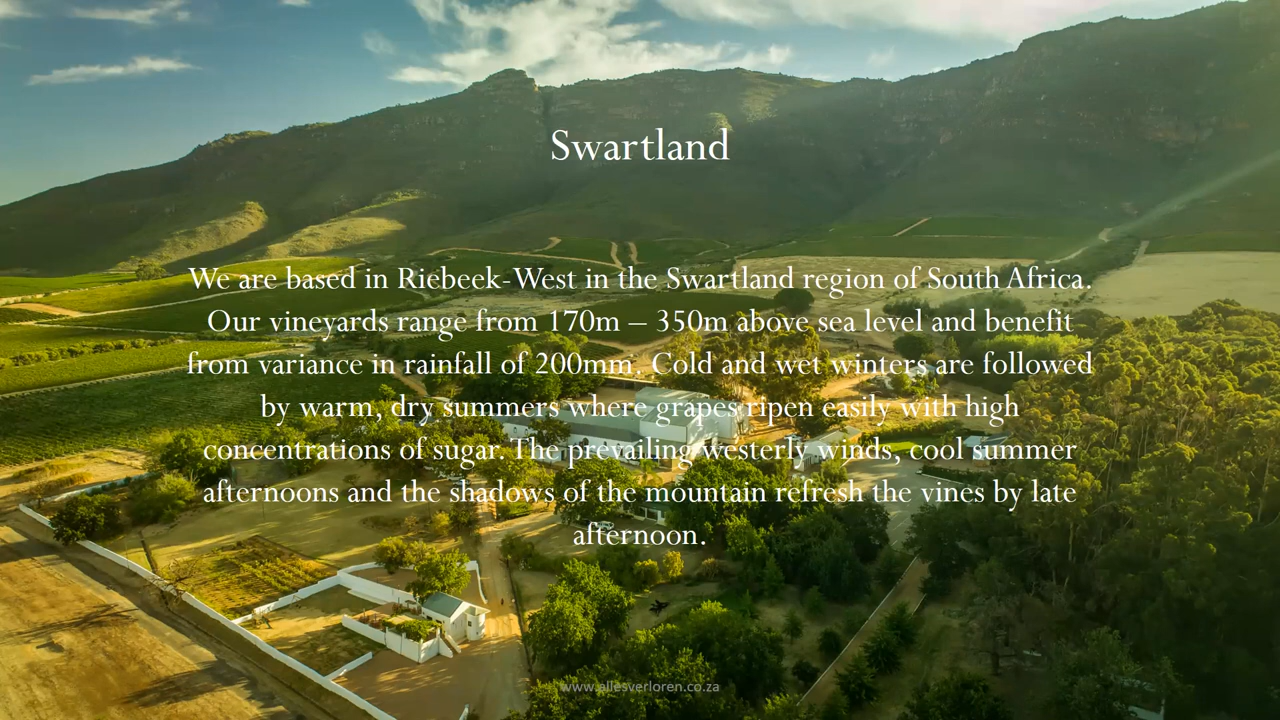 Swartland
We are based in Riebeek-West in the Swartland region of South Africa.
Our vineyards range from 170m – 350m above sea level and benefit
from variance in rainfall of 200mm. Cold and wet winters are followed
by warm, dry summers where grapes ripen easily with high
concentrations of sugar. The prevailing westerly winds, cool summer
afternoons and the shadows of the mountain refresh the vines by late
afternoon.
www.allesverloren.co.za